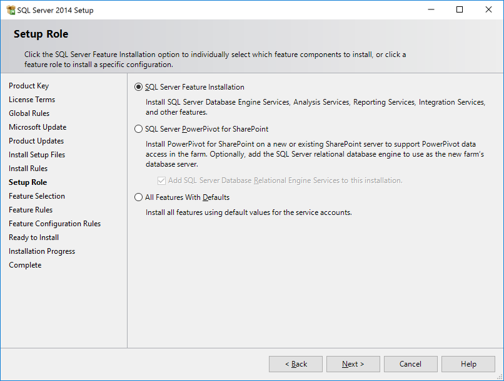 SQL Server 2014 Setup
Setup Role
Click the SQL Server Feature Installation option to individually select which feature components to install, or click a
feature role to install a specific configuration.
Product Key
License Terms
Global Rules
Microsoft Update
Product Updates
Install Setup Files
Install Rules
Setup Role
Feature Selection
Feature Rules
Feature Configuration Rules
Ready to Install
Installation Progress
Complete
SQL Server Feature Installation
Install SQL Server Database Engine Services, Analysis Services, Reporting Services, Integration Services,
and other features.
SQL Server PowerPivot for SharePoint
Install PowerPivot for SharePoint on a new or existing SharePoint server to support PowerPivot data
access in the farm. Optionally, add the SQL Server relational database engine to use as the new farm's
database server.
Add SQL Server Database Relational Engine Services to this installation.
All Features With Defaults
Install all features using default values for the service accounts.
< Back
Next >
Cancel
Help